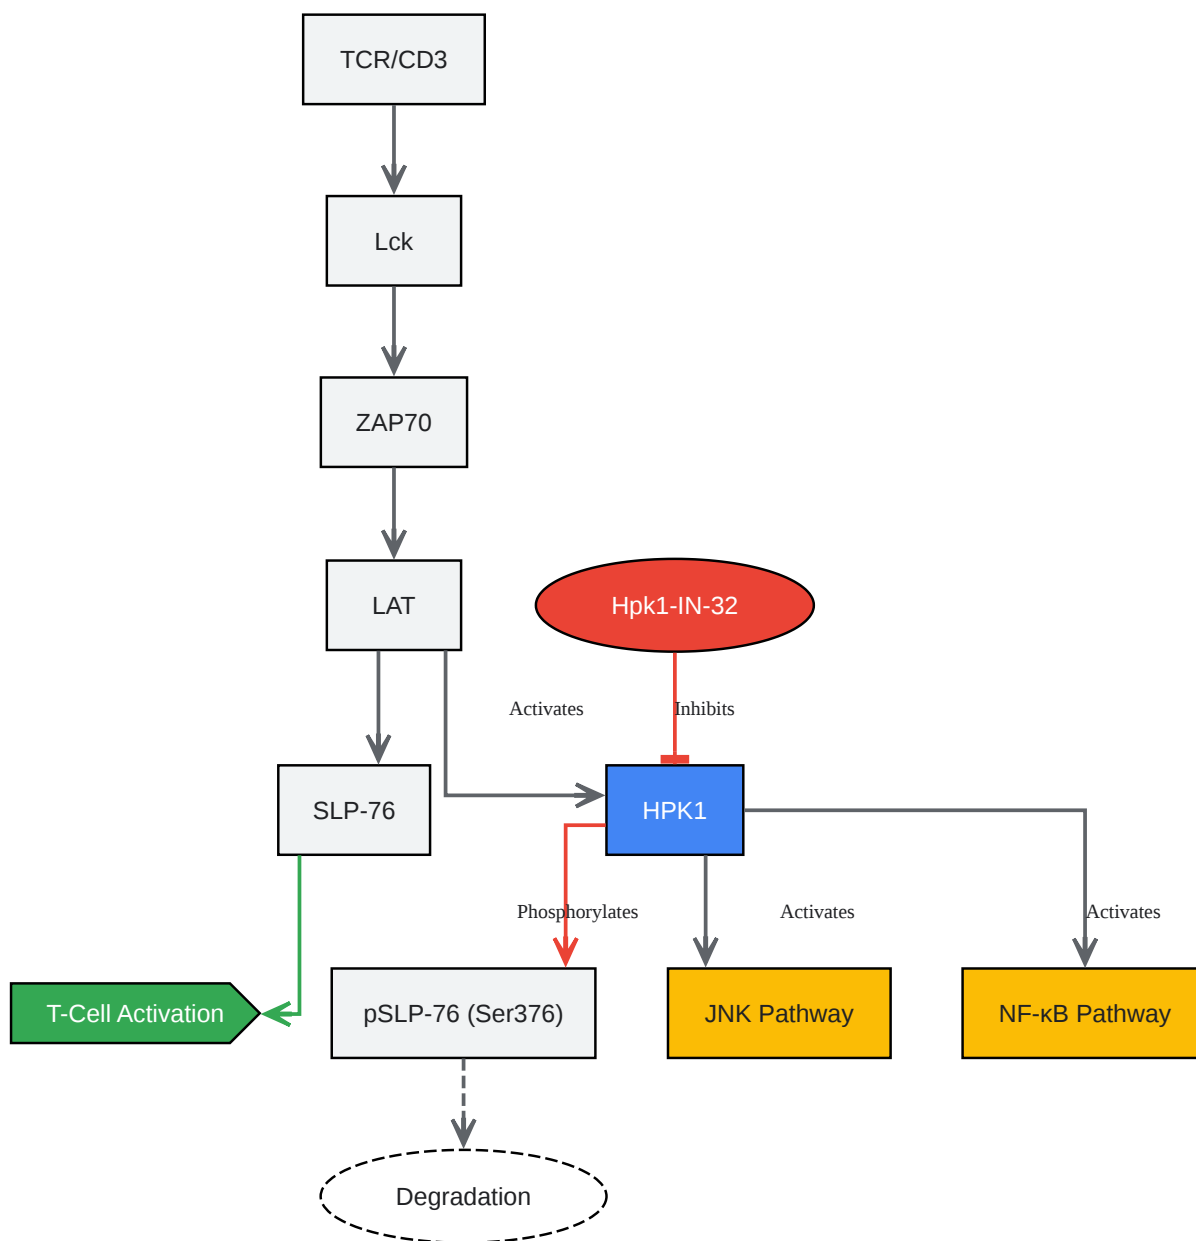 TCR/CD3
Lck
ZAP70
LAT
Hpk1-IN-32
Activates
Inhibits
SLP-76
HPK1
Phosphorylates
Activates
Activates
T-Cell Activation
pSLP-76 (Ser376)
JNK Pathway
NF-κB Pathway
Degradation